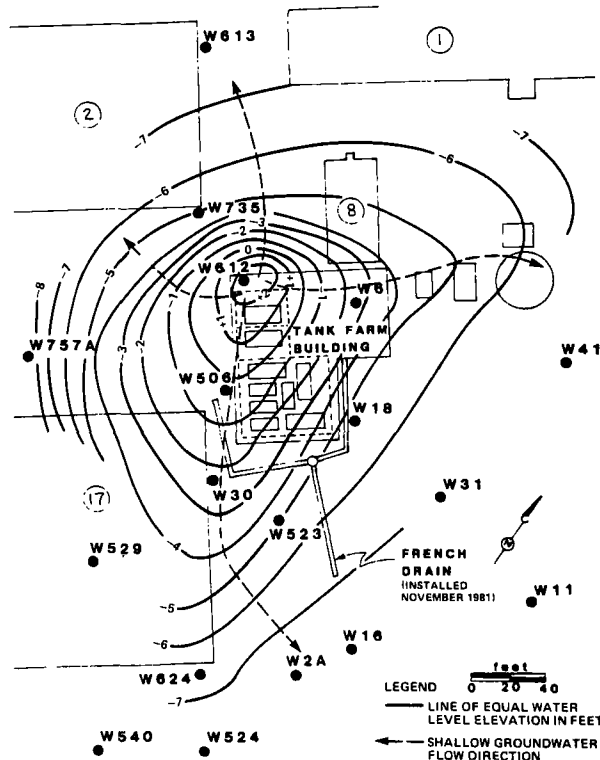 W613
1
2
-7
-7
-6
-6
W735
8
-5
-3
-2
0
W612
-7
-8
-1
1
W6
W757A
TANK FARM
BUILDING
W41
-3
-2
W506
W18
17
W30
W31
W523
-4
W529
FRENCH
DRAIN
(INSTALLED
NOVEMBER 1981)
W11
-5
-6
W16
W624
W2A
-7
feet
0 20 40
LEGEND
LINE OF EQUAL WATER
LEVEL ELEVATION IN FEET
W540
W524
SHALLOW GROUNDWATER
FLOW DIRECTION